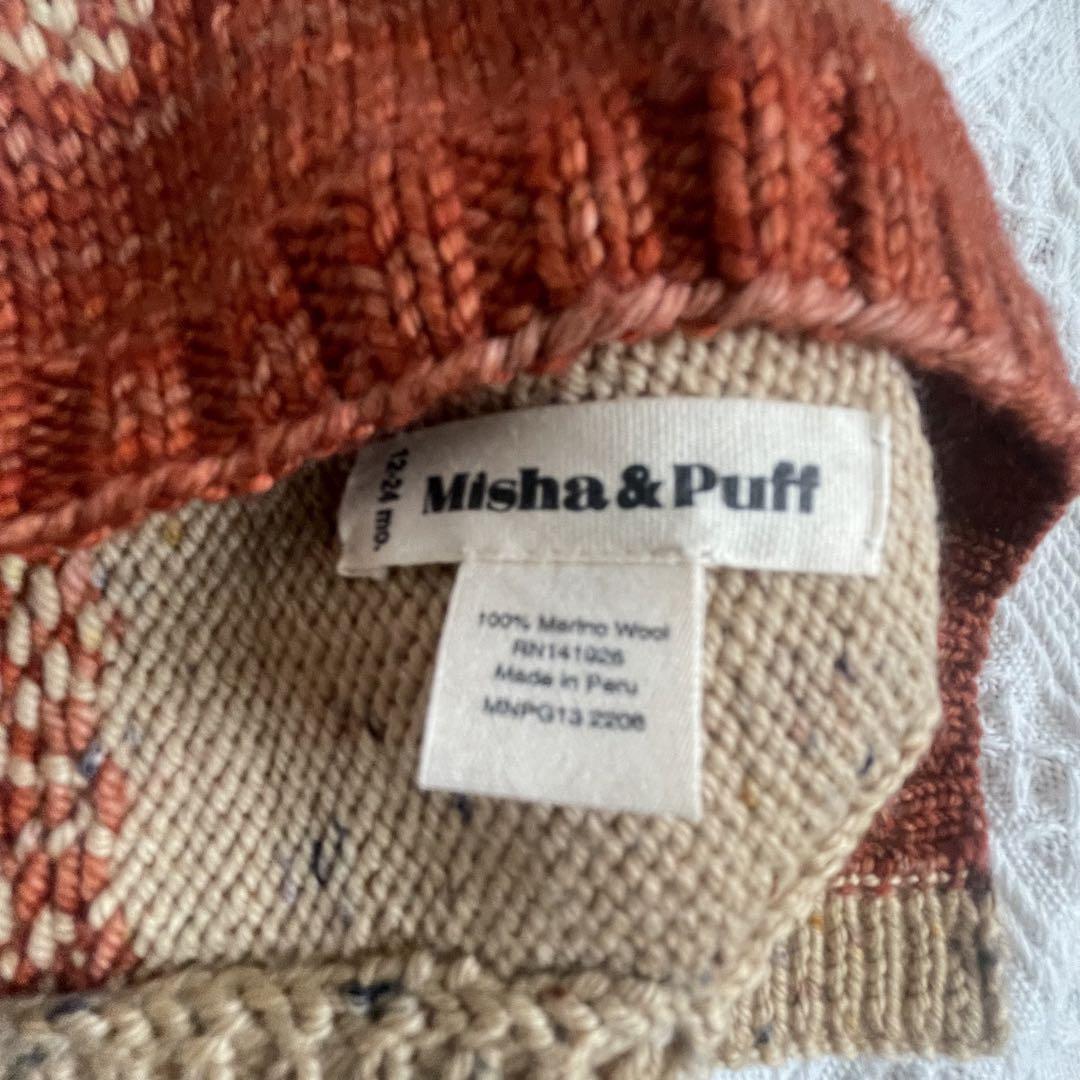 12-24 mo.
Misha & Puff
100% Merino Wool
RN141926
Made in Peru
MNPG13 2206